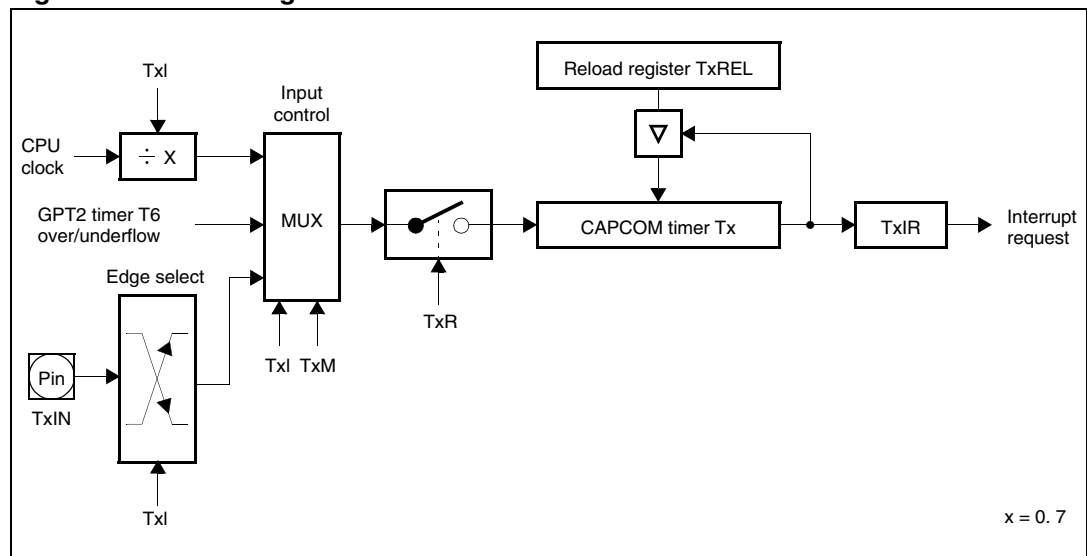 Reload register TxREL
TxI
Input
control
CPU
clock
÷ X
∇
GPT2 timer T6
over/underflow
MUX
CAPCOM timer Tx
TxIR
Interrupt
request
Edge select
TxR
TxI TxM
Pin
TxIN
TxI
x = 0. 7